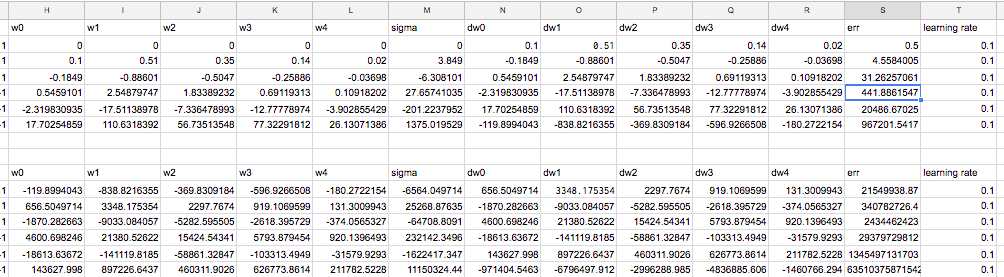 H I J K L M N O P Q R S T
w0 w1 w2 w3 w4 sigma dw0 dw1 dw2 dw3 dw4 err learning rate
1 0 0 0 0 0 0 0.1 0.51 0.35 0.14 0.02 0.5 0.1
1 0.1 0.51 0.35 0.14 0.02 3.849 -0.1849 -0.88601 -0.5047 -0.25886 -0.03698 4.5584005 0.1
1 -0.1849 -0.88601 -0.5047 -0.25886 -0.03698 -6.308101 0.5459101 2.54879747 1.83389232 0.69119313 0.10918202 31.26257061 0.1
-1 0.5459101 2.54879747 1.83389232 0.69119313 0.10918202 27.65741035 -2.319830935 -17.51138978 -7.336478993 -12.77778974 -3.902855429 441.8861547 0.1
-1 -2.319830935 -17.51138978 -7.336478993 -12.77778974 -3.902855429 -201.2237952 17.70254859 110.6318392 56.73513548 77.32291812 26.13071386 20486.67025 0.1
-1 17.70254859 110.6318392 56.73513548 77.32291812 26.13071386 1375.019529 -119.8994043 -838.8216355 -369.8309184 -596.9266508 -180.2722154 967201.5417 0.1
w0 w1 w2 w3 w4 sigma dw0 dw1 dw2 dw3 dw4 err learning rate
1 -119.8994043 -838.8216355 -369.8309184 -596.9266508 -180.2722154 -6564.049714 656.5049714 3348.175354 2297.7674 919.1069599 131.3009943 21549938.87 0.1
1 656.5049714 3348.175354 2297.7674 919.1069599 131.3009943 25268.87635 -1870.282663 -9033.084057 -5282.595505 -2618.395729 -374.0565327 340782726.4 0.1
1 -1870.282663 -9033.084057 -5282.595505 -2618.395729 -374.0565327 -64708.8091 4600.698246 21380.52622 15424.54341 5793.879454 920.1396493 2434462423 0.1
-1 4600.698246 21380.52622 15424.54341 5793.879454 920.1396493 232142.3496 -18613.63672 -141119.8185 -58861.32847 -103313.4949 -31579.9293 29379729812 0.1
-1 -18613.63672 -141119.8185 -58861.32847 -103313.4949 -31579.9293 -1622417.347 143627.998 897226.6437 460311.9026 626773.8614 211782.5228 1345497131703 0.1
-1 143627.998 897226.6437 460311.9026 626773.8614 211782.5228 11150324.44 -971404.5463 -6796497.912 -2996288.985 -4836885.606 -1460766.294 63510375871542 0.1